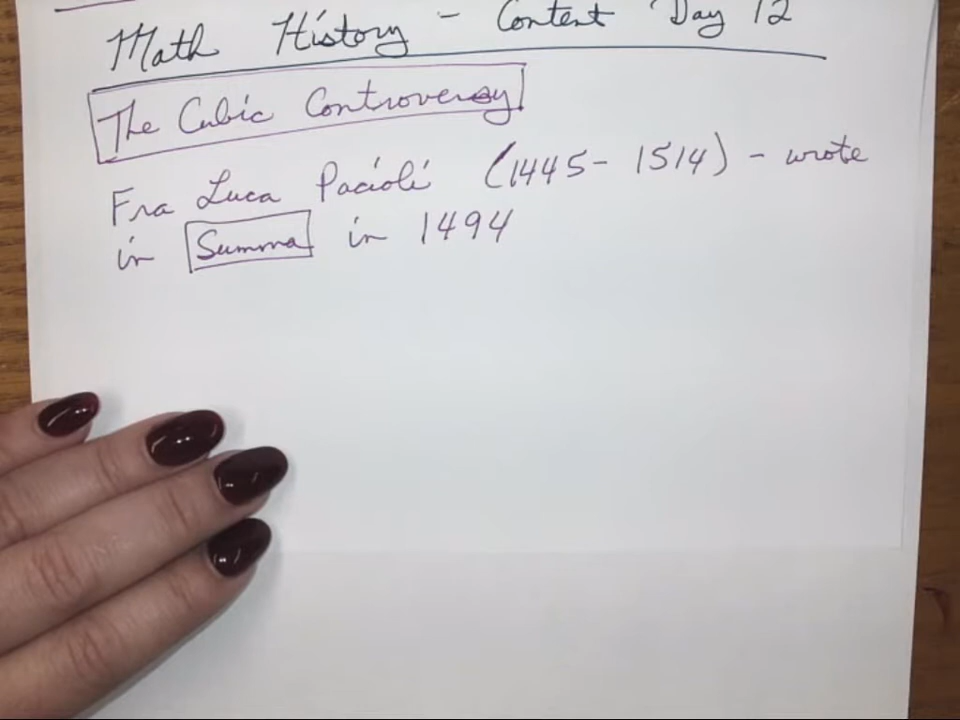 Math History - Content Day 12
The Cubic Controversy
Fra Luca Pacioli (1445- 1514) - wrote
in Summa in 1494